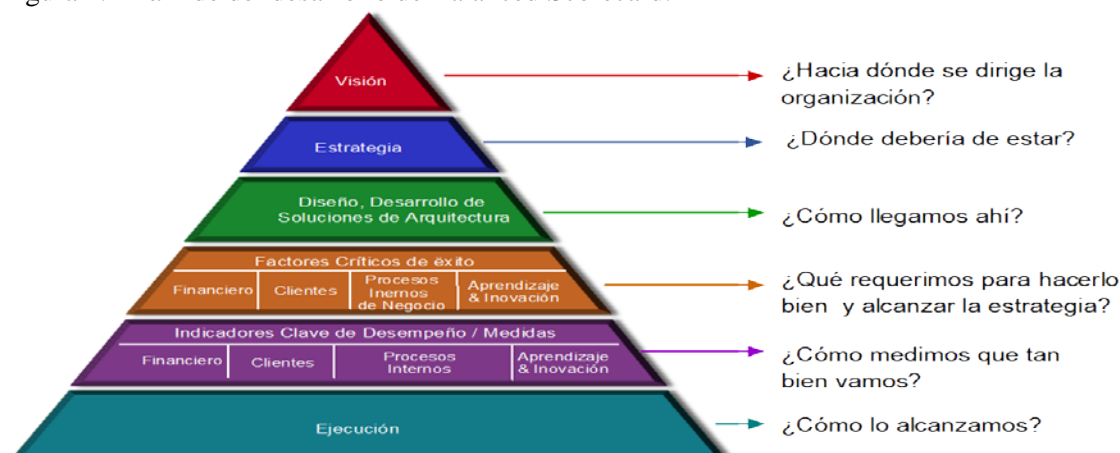 Visión
¿Hacia dónde se dirige la
organización?
Estrategia
¿Dónde debería de estar?
Diseño, Desarrollo de
Soluciones de Arquitectura
¿Cómo llegamos ahí?
Factores Críticos de éxito
Financiero
Clientes
Procesos
Inernos
de Negocio
Aprendizaje
& Inovación
¿Qué requerimos para hacerlo
bien y alcanzar la estrategia?
Indicadores Clave de Desempeño / Medidas
Financiero
Clientes
Procesos
Internos
Aprendizaje
& Inovación
¿Cómo medimos que tan
bien vamos?
Ejecución
¿Cómo lo alcanzamos?